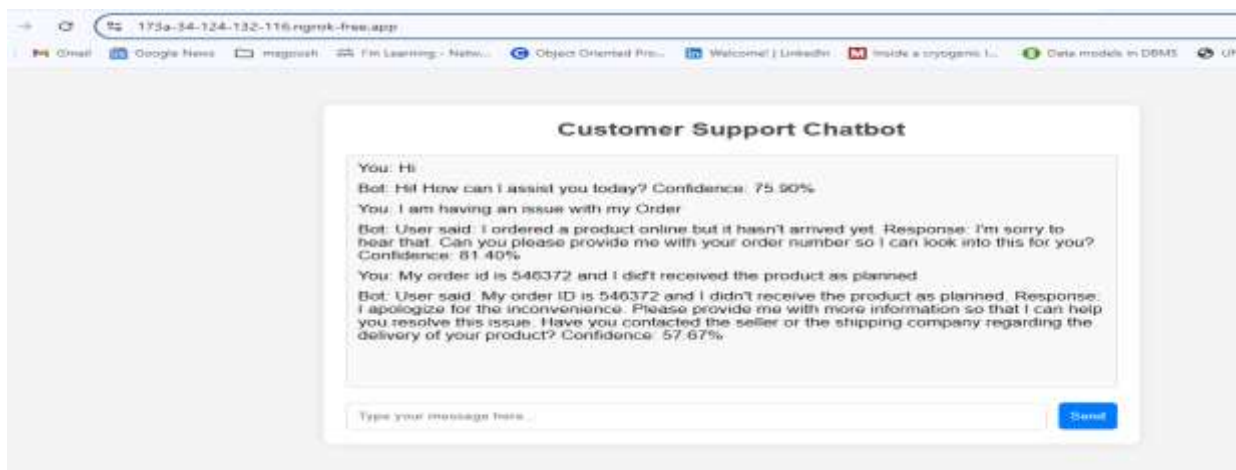 173a-34-124-132-116.ngrok-free.app
Gmail Google News magoosh I'm Learning - Netw... Object Oriented Pro... Welcome! | LinkedIn Inside a cryogenic l... Data models in DBMS
Customer Support Chatbot
You: Hi
Bot: Hi! How can I assist you today? Confidence: 75.90%
You: I am having an issue with my Order
Bot: User said: I ordered a product online but it hasn't arrived yet. Response: I'm sorry to
hear that. Can you please provide me with your order number so I can look into this for you?
Confidence: 81.40%
You: My order id is 546372 and I did't received the product as planned
Bot: User said: My order ID is 546372 and I didn't receive the product as planned. Response:
I apologize for the inconvenience. Please provide me with more information so that I can help
you resolve this issue. Have you contacted the seller or the shipping company regarding the
delivery of your product? Confidence: 57.67%
Type your message here...
Send